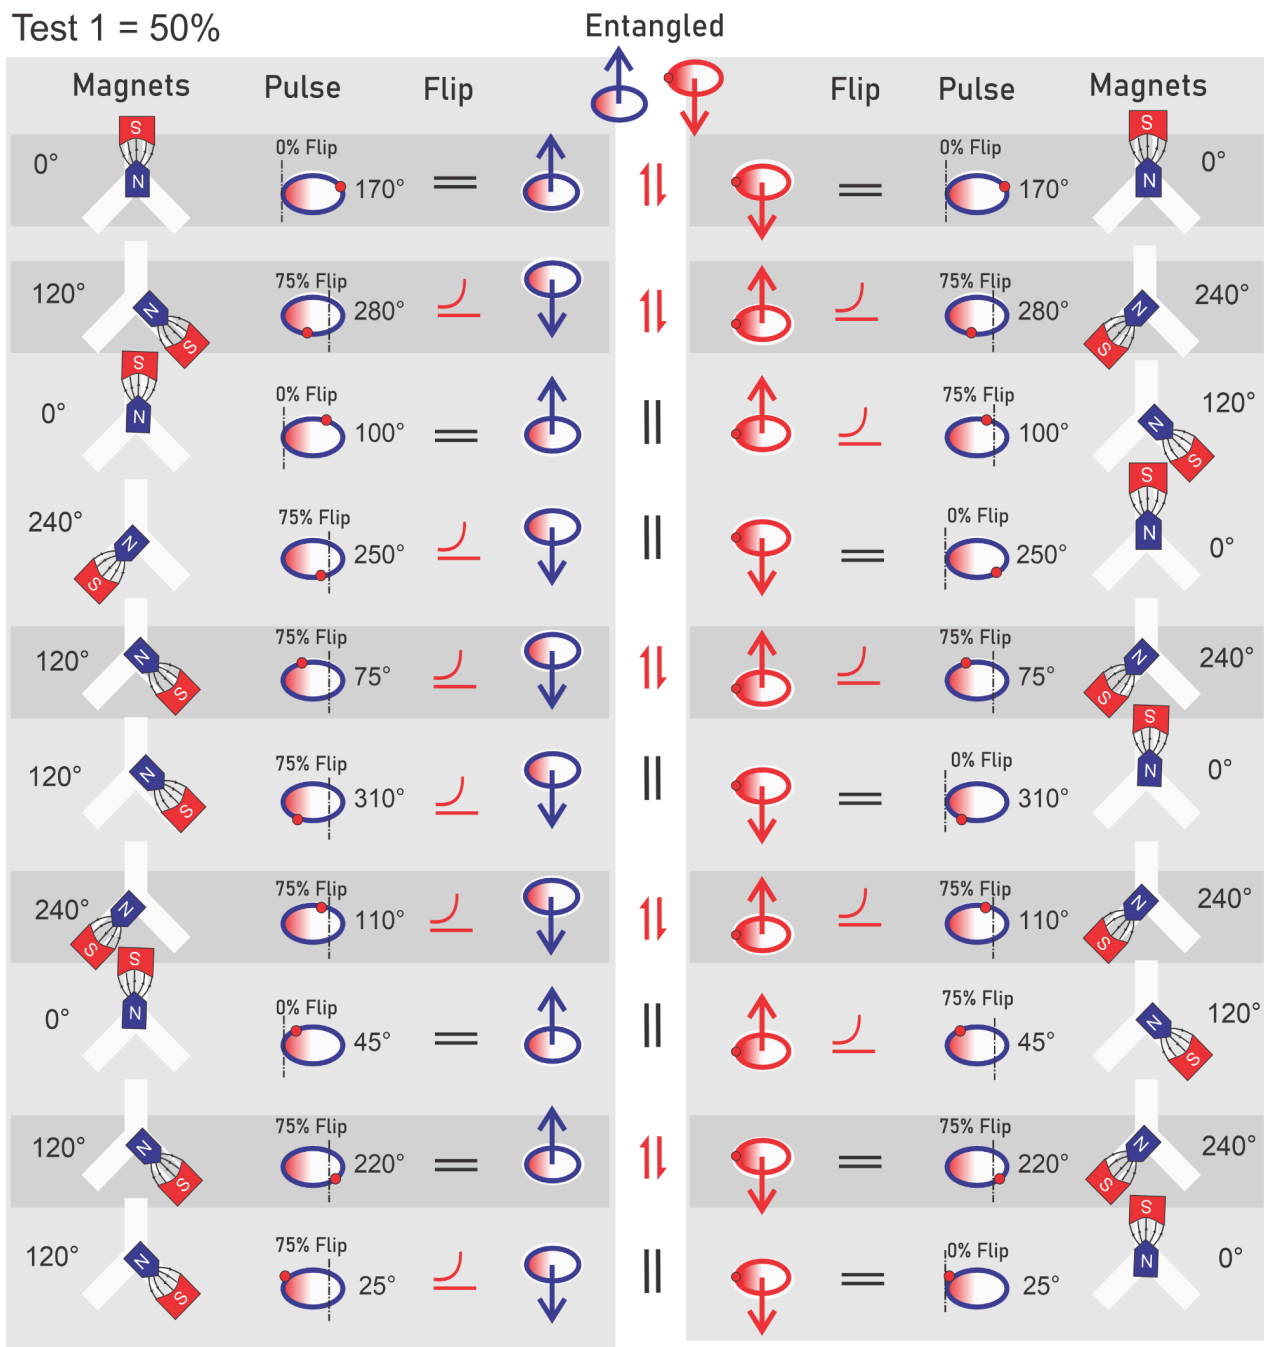 Test 1 = 50%
Entangled
Magnets Pulse Flip Flip Pulse Magnets
S S
0% Flip 0% Flip
0° N 170° 170° N 0°
75% Flip 75% Flip
120° N S 280° 280° N S 240°
S
0% Flip 75% Flip
0° N 100° 100° N S 120°
S
75% Flip 0% Flip
240° N S 250° 250° N 0°
75% Flip 75% Flip
120° N S 75° 75° N S 240°
S
75% Flip 0% Flip
120° N S 310° 310° N 0°
75% Flip 75% Flip
240° N S 110° 110° N S 240°
S
0% Flip 75% Flip
0° N 45° 45° N S 120°
75% Flip 75% Flip
120° N S 220° 220° N S 240°
S
75% Flip 0% Flip
120° N S 25° 25° N 0°